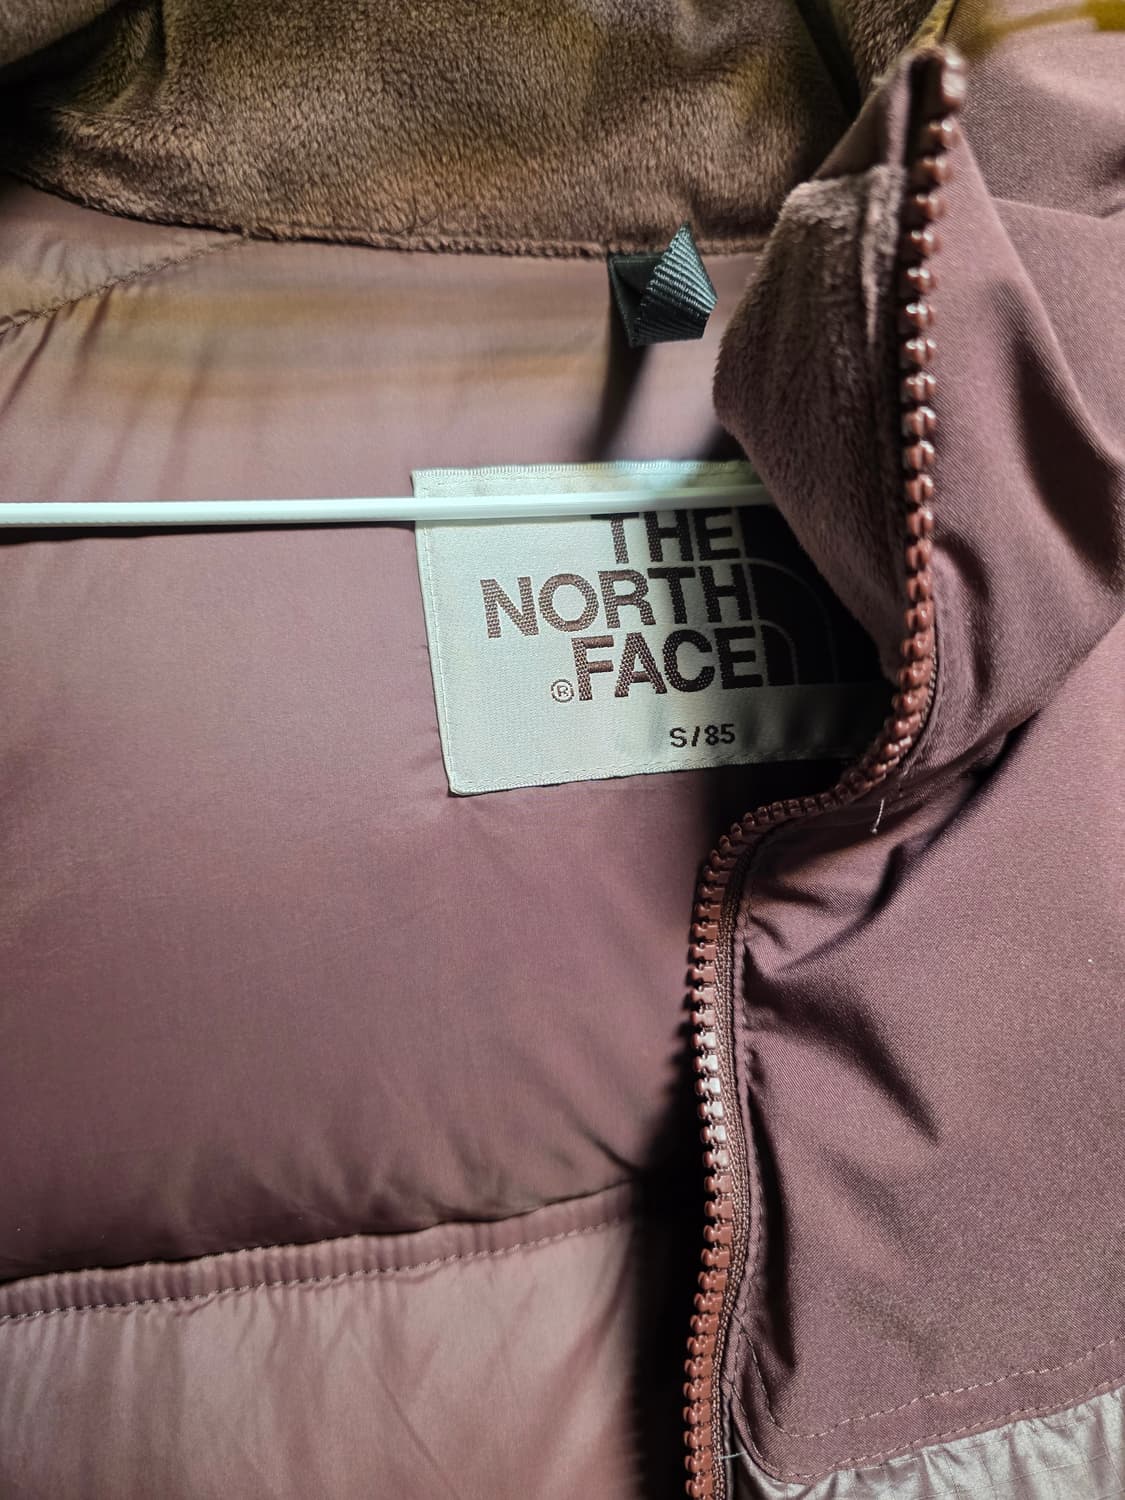 THE
NORTH
FACE
®
S/85